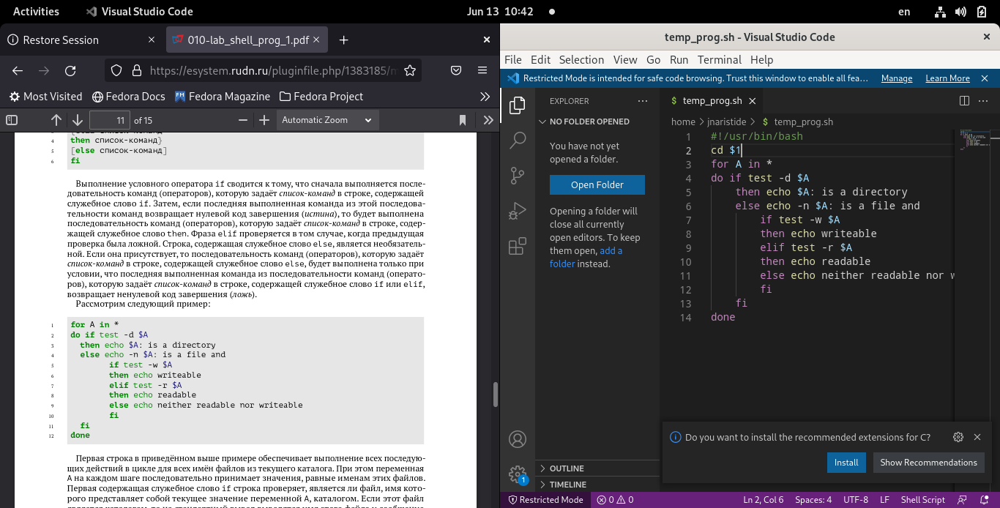 Activities
Visual Studio Code
Jun 13 10:42
en
Restore Session
010-lab_shell_prog_1.pdf
https://esystem.rudn.ru/pluginfile.php/1383185/
Most Visited
Fedora Docs
Fedora Magazine
Fedora Project
11 of 15
Automatic Zoom
4 then список-команд}
5 [else список-команд]
6 fi
Выполнение условного оператора if сводится к тому, что сначала выполняется после-
довательность команд (операторов), которую задаёт список-команд в строке, содержащей
служебное слово if. Затем, если последняя выполненная команда из этой последова-
тельности команд возвращает нулевой код завершения (истина), то будет выполнена
последовательность команд (операторов), которую задаёт список-команд в строке, содер-
жащей служебное слово then. Фраза elif проверяется в том случае, когда предыдущая
проверка была ложной. Строка, содержащая служебное слово else, является необязатель-
ной. Если она присутствует, то последовательность команд (операторов), которую задаёт
список-команд в строке, содержащей служебное слово else, будет выполнена только при
условии, что последняя выполненная команда из последовательности команд (операто-
ров), которую задаёт список-команд в строке, содержащей служебное слово if или elif,
возвращает ненулевой код завершения (ложь).
Рассмотрим следующий пример:
1 for A in *
2 do if test -d $A
3 then echo $A: is a directory
4 else echo -n $A: is a file and
5 if test -w $A
6 then echo writeable
7 elif test -r $A
8 then echo readable
9 else echo neither readable nor writeable
10 fi
11 fi
12 done
Первая строка в приведённом выше примере обеспечивает выполнение всех последую-
щих действий в цикле для всех имён файлов из текущего каталога. При этом переменная
A на каждом шаге последовательно принимает значения, равные именам этих файлов.
Первая содержащая служебное слово if строка проверяет, является ли файл, имя кото-
рого представляет собой текущее значение переменной A, каталогом. Если этот файл
temp_prog.sh - Visual Studio Code
File Edit Selection View Go Run Terminal Help
Restricted Mode is intended for safe code browsing. Trust this window to enable all fea...
Manage
Learn More
EXPLORER
NO FOLDER OPENED
You have not yet
opened a folder.
Open Folder
Opening a folder will
close all currently
open editors. To keep
them open, add a
folder instead.
OUTLINE
TIMELINE
1
$ temp_prog.sh
home > jnaristide > $ temp_prog.sh
1 #!/usr/bin/bash
2 cd $1
3 for A in *
4 do if test -d $A
5 then echo $A: is a directory
6 else echo -n $A: is a file and
7 if test -w $A
8 then echo writeable
9 elif test -r $A
10 then echo readable
11 else echo neither readable nor w
12 fi
13 fi
14 done
Do you want to install the recommended extensions for C?
Install
Show Recommendations
Restricted Mode
0 0
Ln 2, Col 6
Spaces: 4
UTF-8
LF
Shell Script